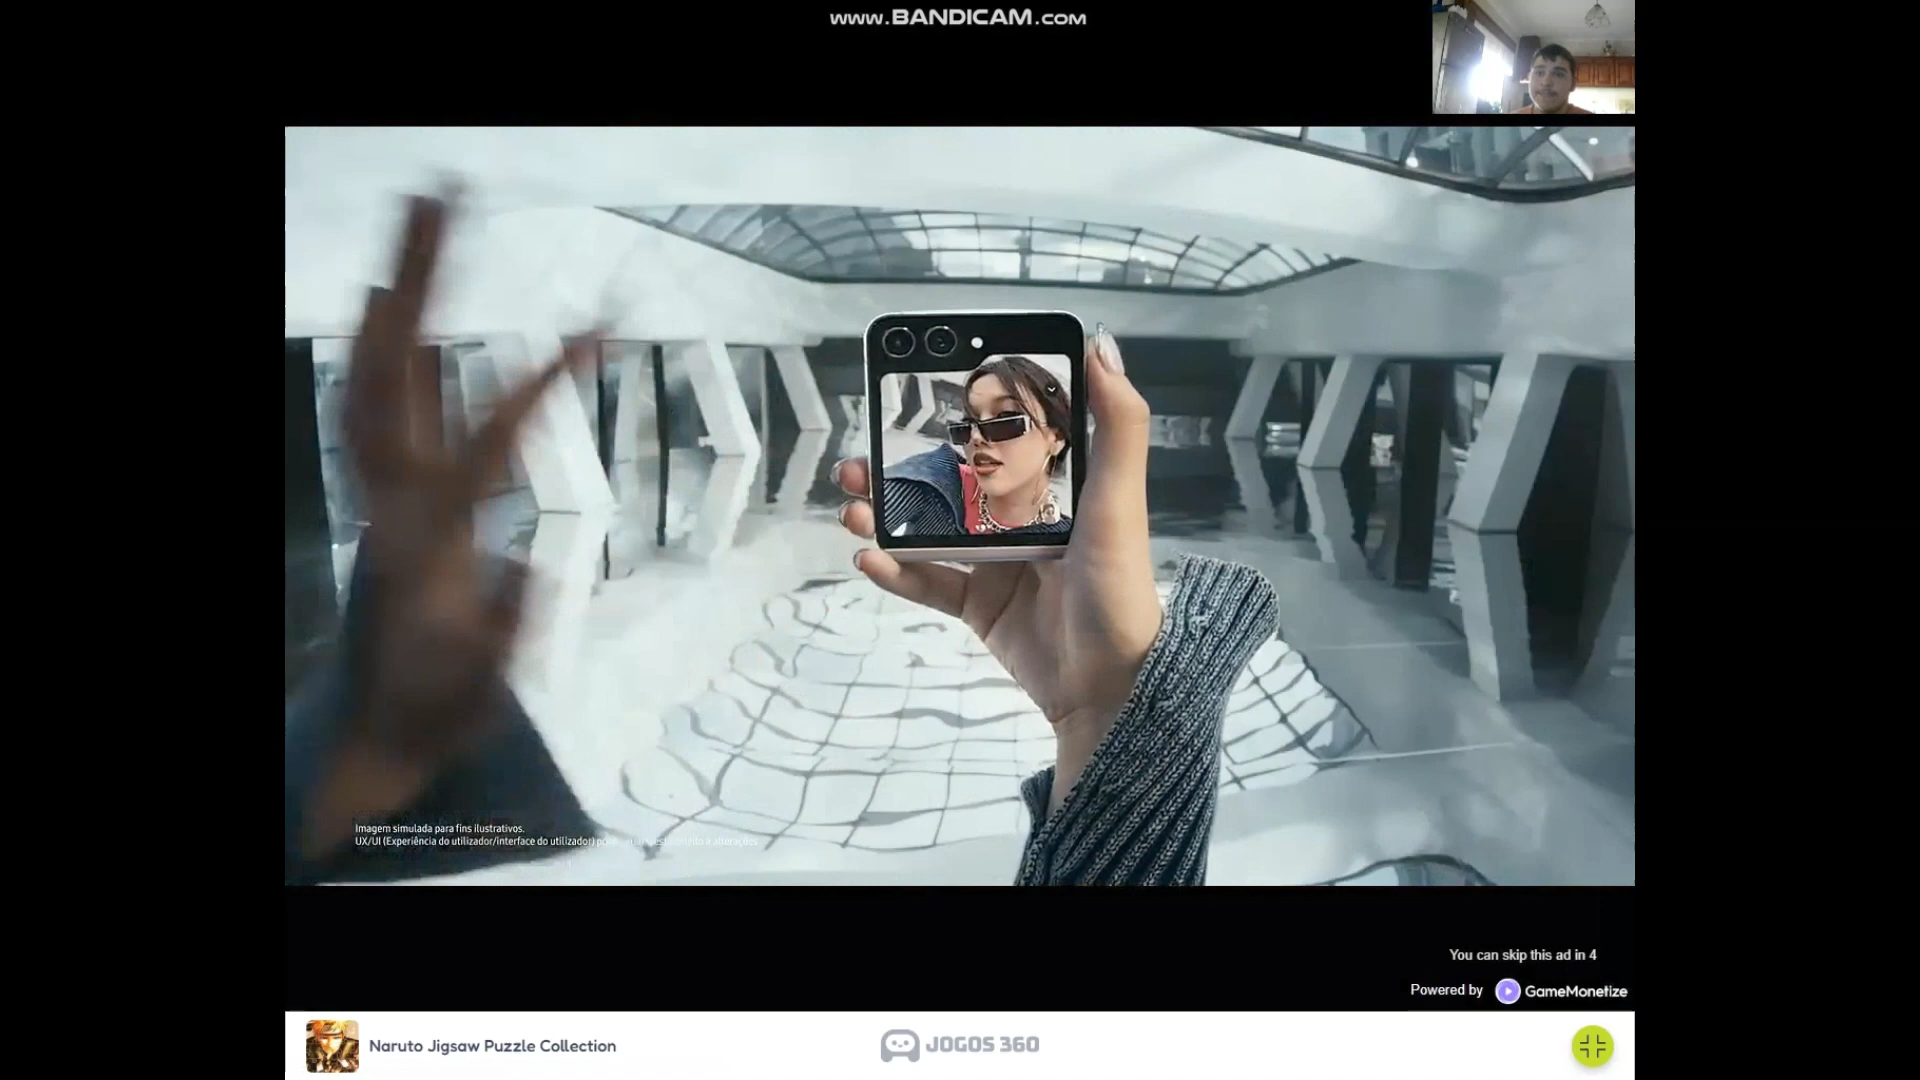 www.BANDICAM.com
Imagem simulada para fins ilustrativos.
UX/UI (Experiência do utilizador/interface do utilizador)
You can skip this ad in 4
Powered by GameMonetize
Naruto Jigsaw Puzzle Collection
JOGOS 360